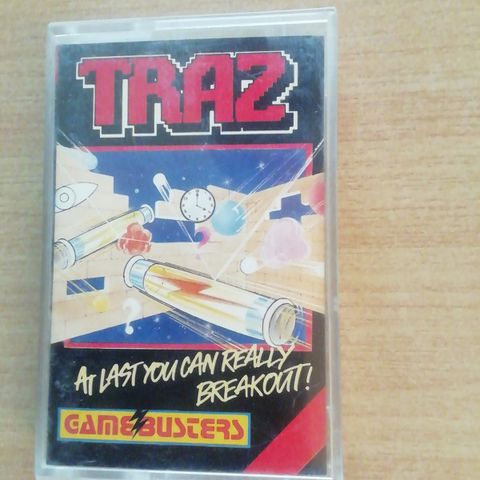 TRAZ
?
At LAST YOU CAN REALLY
BREAKOUT!
GAMEBUSTERS